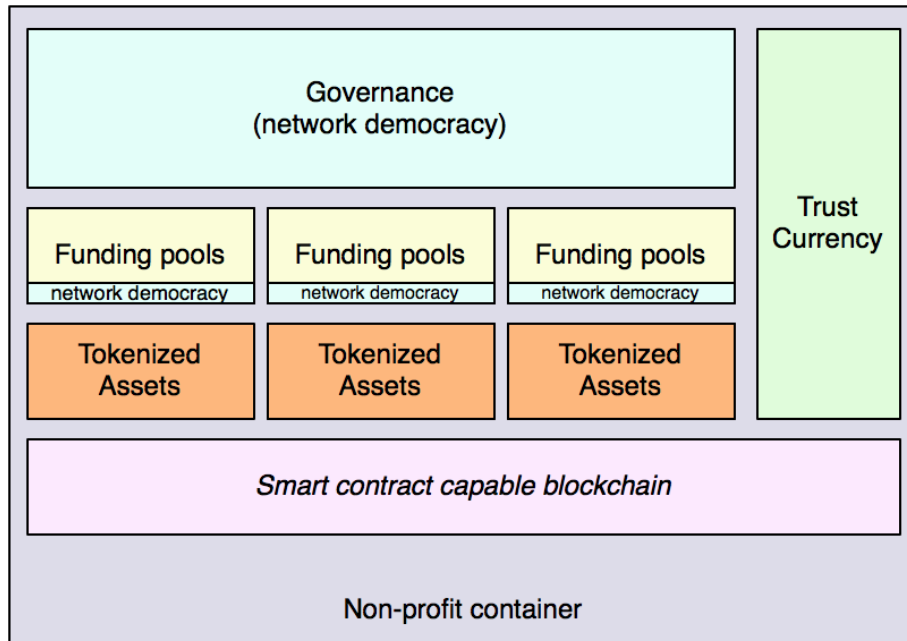 Governance
(network democracy)
Trust
Currency
Funding pools
network democracy
Funding pools
network democracy
Funding pools
network democracy
Tokenized
Assets
Tokenized
Assets
Tokenized
Assets
Smart contract capable blockchain
Non-profit container